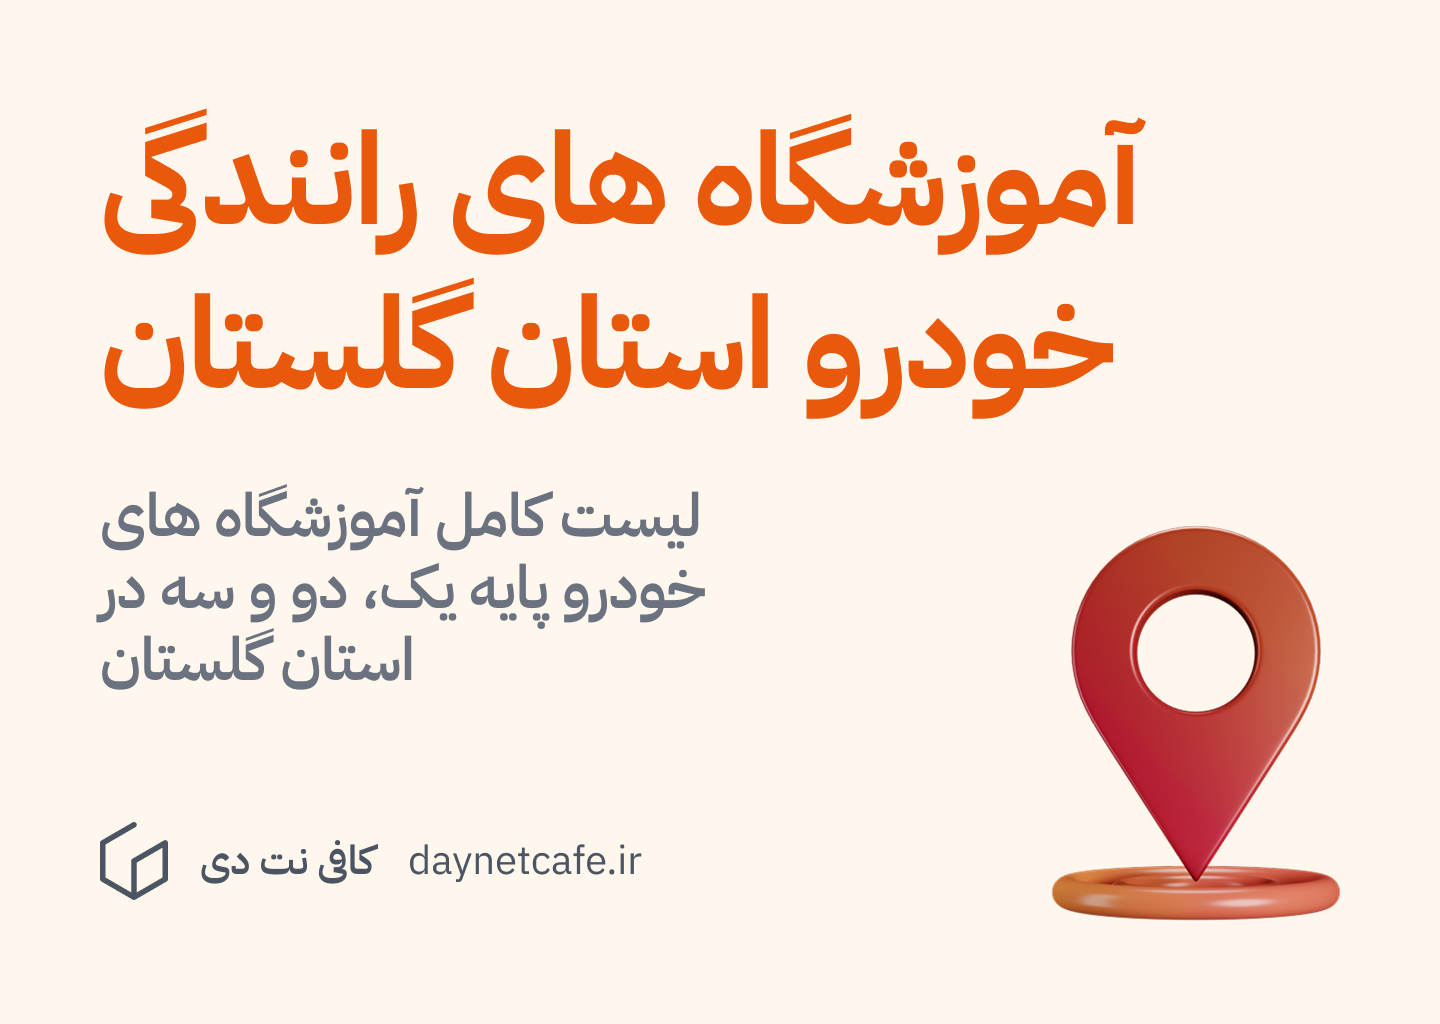 آموزشگاه های رانندگی
خودرو استان گلستان
لیست کامل آموزشگاه های
خودرو پایه یک، دو و سه در
استان گلستان
کافی نت دی daynetcafe.ir